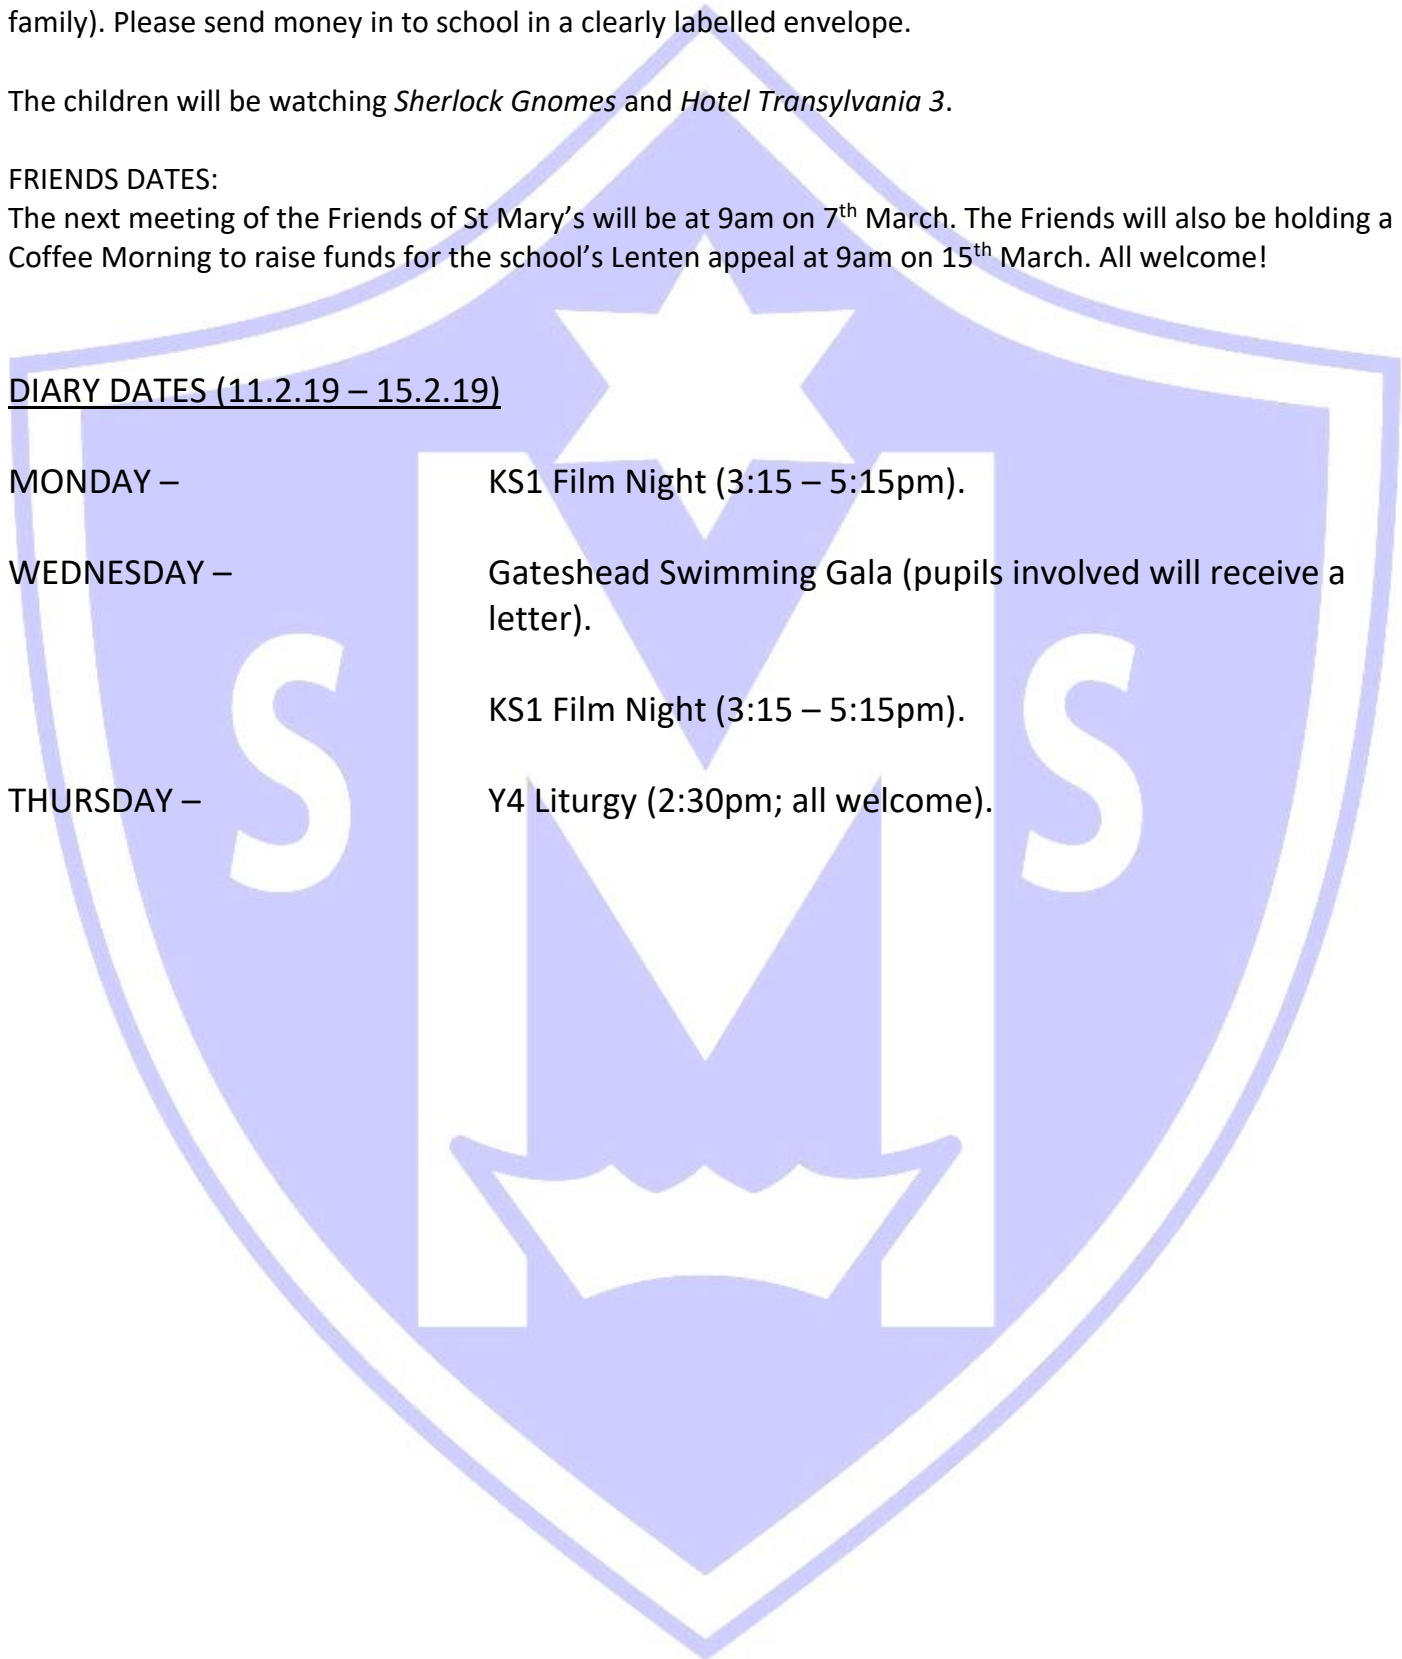 family). Please send money in to school in a clearly labelled envelope.
The children will be watching Sherlock Gnomes and Hotel Transylvania 3.
FRIENDS DATES:
The next meeting of the Friends of St Mary’s will be at 9am on 7th March. The Friends will also be holding a
Coffee Morning to raise funds for the school’s Lenten appeal at 9am on 15th March. All welcome!
DIARY DATES (11.2.19 – 15.2.19)
MONDAY – KS1 Film Night (3:15 – 5:15pm).
WEDNESDAY – Gateshead Swimming Gala (pupils involved will receive a
letter).
KS1 Film Night (3:15 – 5:15pm).
THURSDAY – Y4 Liturgy (2:30pm; all welcome).
S M S